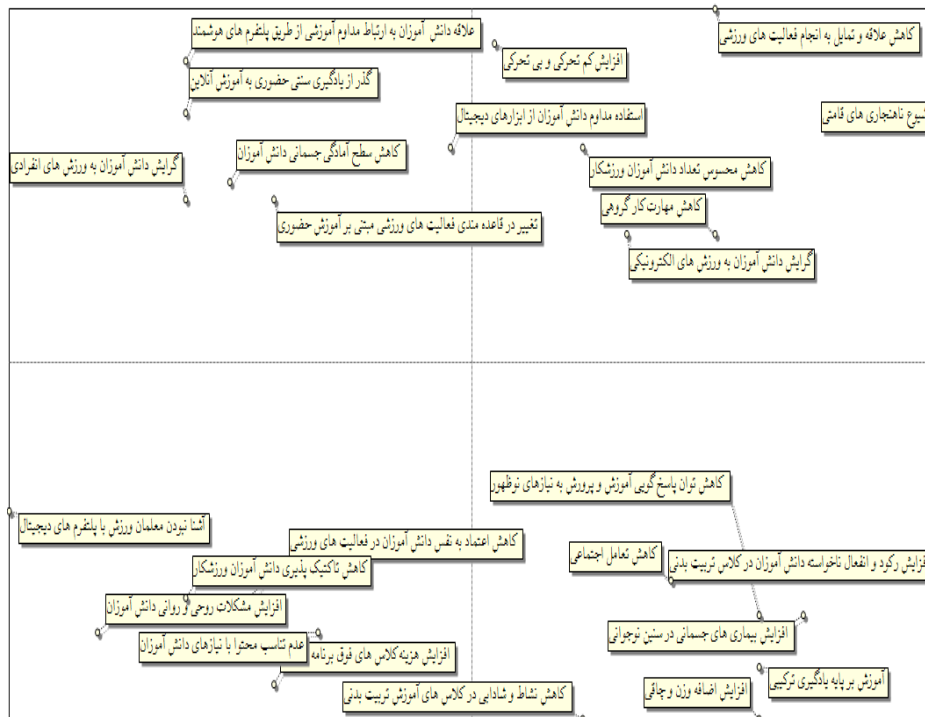 کاهش علاقه و تمایل به انجام فعالیت های ورزشی
علاقه دانش آموزان به ارتباط مداوم آموزشی از طریق پلتفرم های هوشمند
افزایش کم تحرکی و بی تحرکی
گذر از یادگیری سنتی حضوری به آموزش آنلاین
شیوع ناهنجاری های قامتی
استفاده مداوم دانش آموزان از ابزارهای دیجیتال
کاهش سطح آمادگی جسمانی دانش آموزان
گرایش دانش آموزان به ورزش های انفرادی
کاهش محسوس تعداد دانش آموزان ورزشکار
کاهش مهارت کار گروهی
تغییر در قاعده مندی فعالیت های ورزشی مبتنی بر آموزش حضوری
گرایش دانش آموزان به ورزش های الکترونیکی
کاهش توان پاسخ گویی آموزش و پرورش به نیازهای نوظهور
آشنا نبودن معلمان ورزش با پلتفرم های دیجیتال
کاهش اعتماد به نفس دانش آموزان در فعالیت های ورزشی
کاهش تعامل اجتماعی
فزایش رکود و انفعال ناخواسته دانش آموزان در کلاس تربیت بدنی
کاهش تاکتیک پذیری دانش آموزان ورزشکار
افزایش مشکلات روحی و روانی دانش آموزان
افزایش بیماری های جسمانی در سنین نوجوانی
عدم تناسب محتوا با نیازهای دانش آموزان
افزایش هزینه کلاس های فوق برنامه
آموزش بر پایه یادگیری ترکیبی
افزایش اضافه وزن و چاقی
کاهش نشاط و شادابی در کلاس های آموزش تربیت بدنی